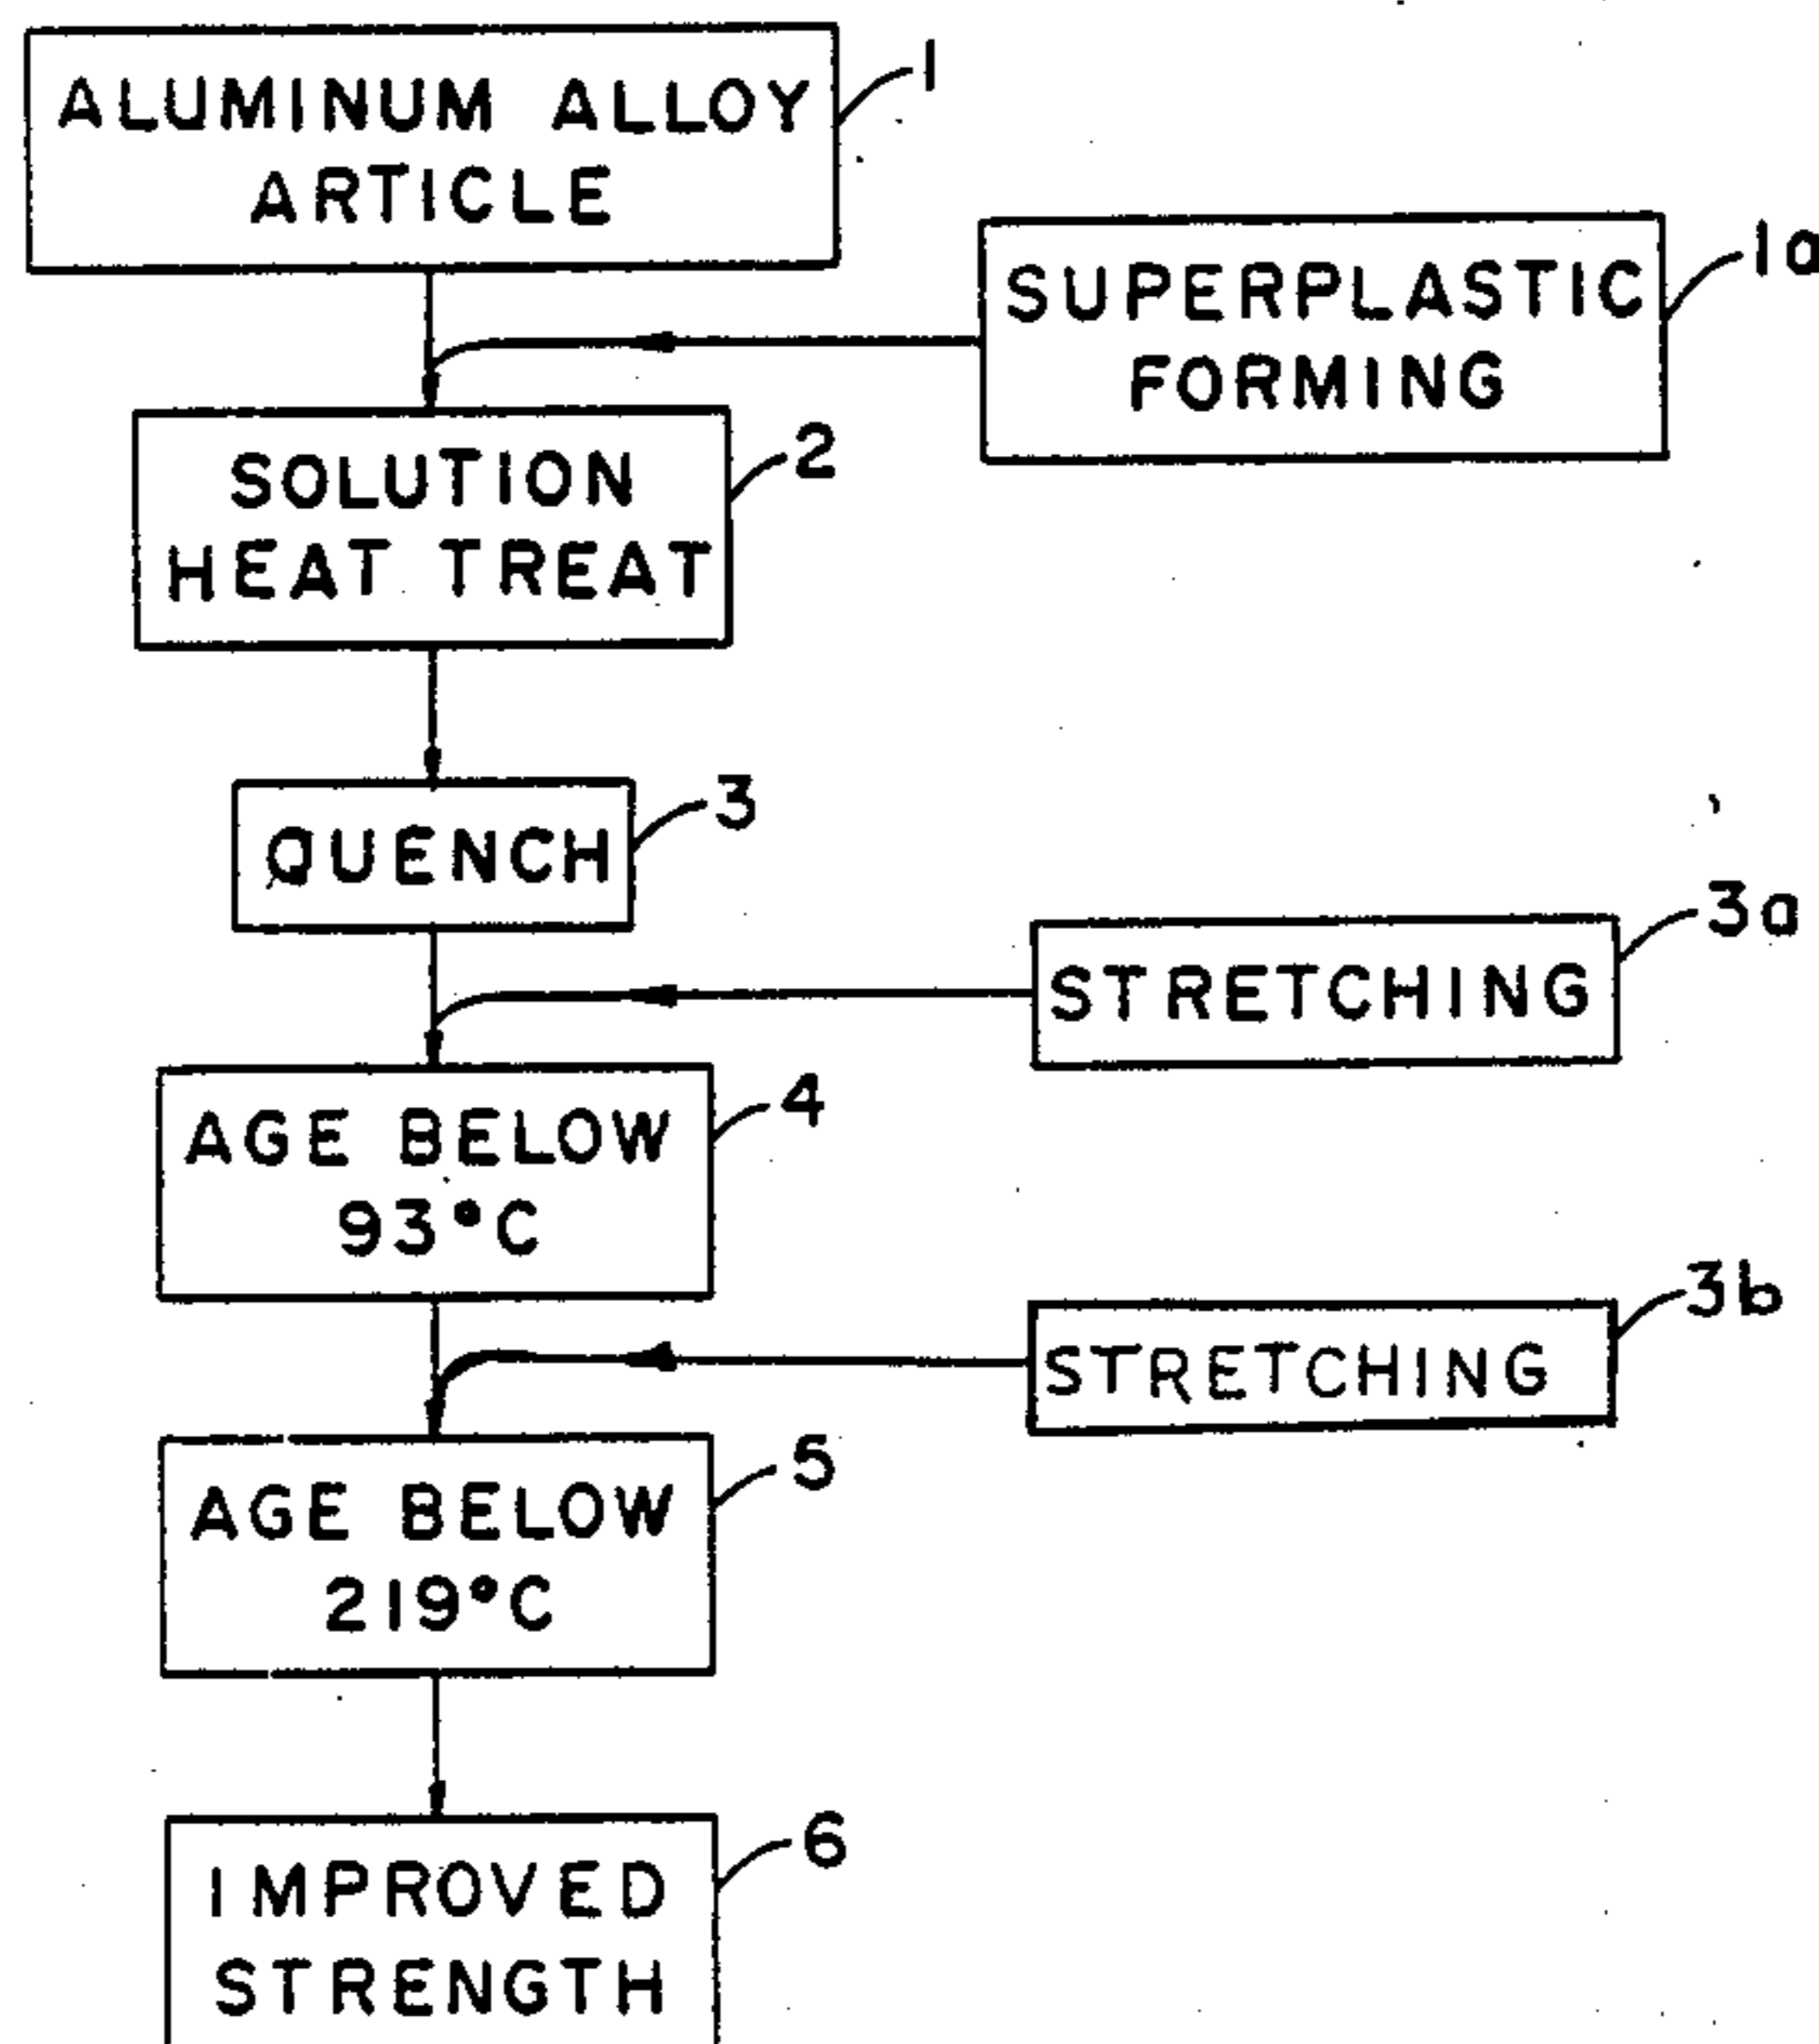 ALUMINUM ALLOY
ARTICLE
1
SUPERPLASTIC
FORMING
1a
SOLUTION
HEAT TREAT
2
QUENCH
3
STRETCHING
3a
AGE BELOW
93°C
4
STRETCHING
3b
AGE BELOW
219°C
5
IMPROVED
STRENGTH
6